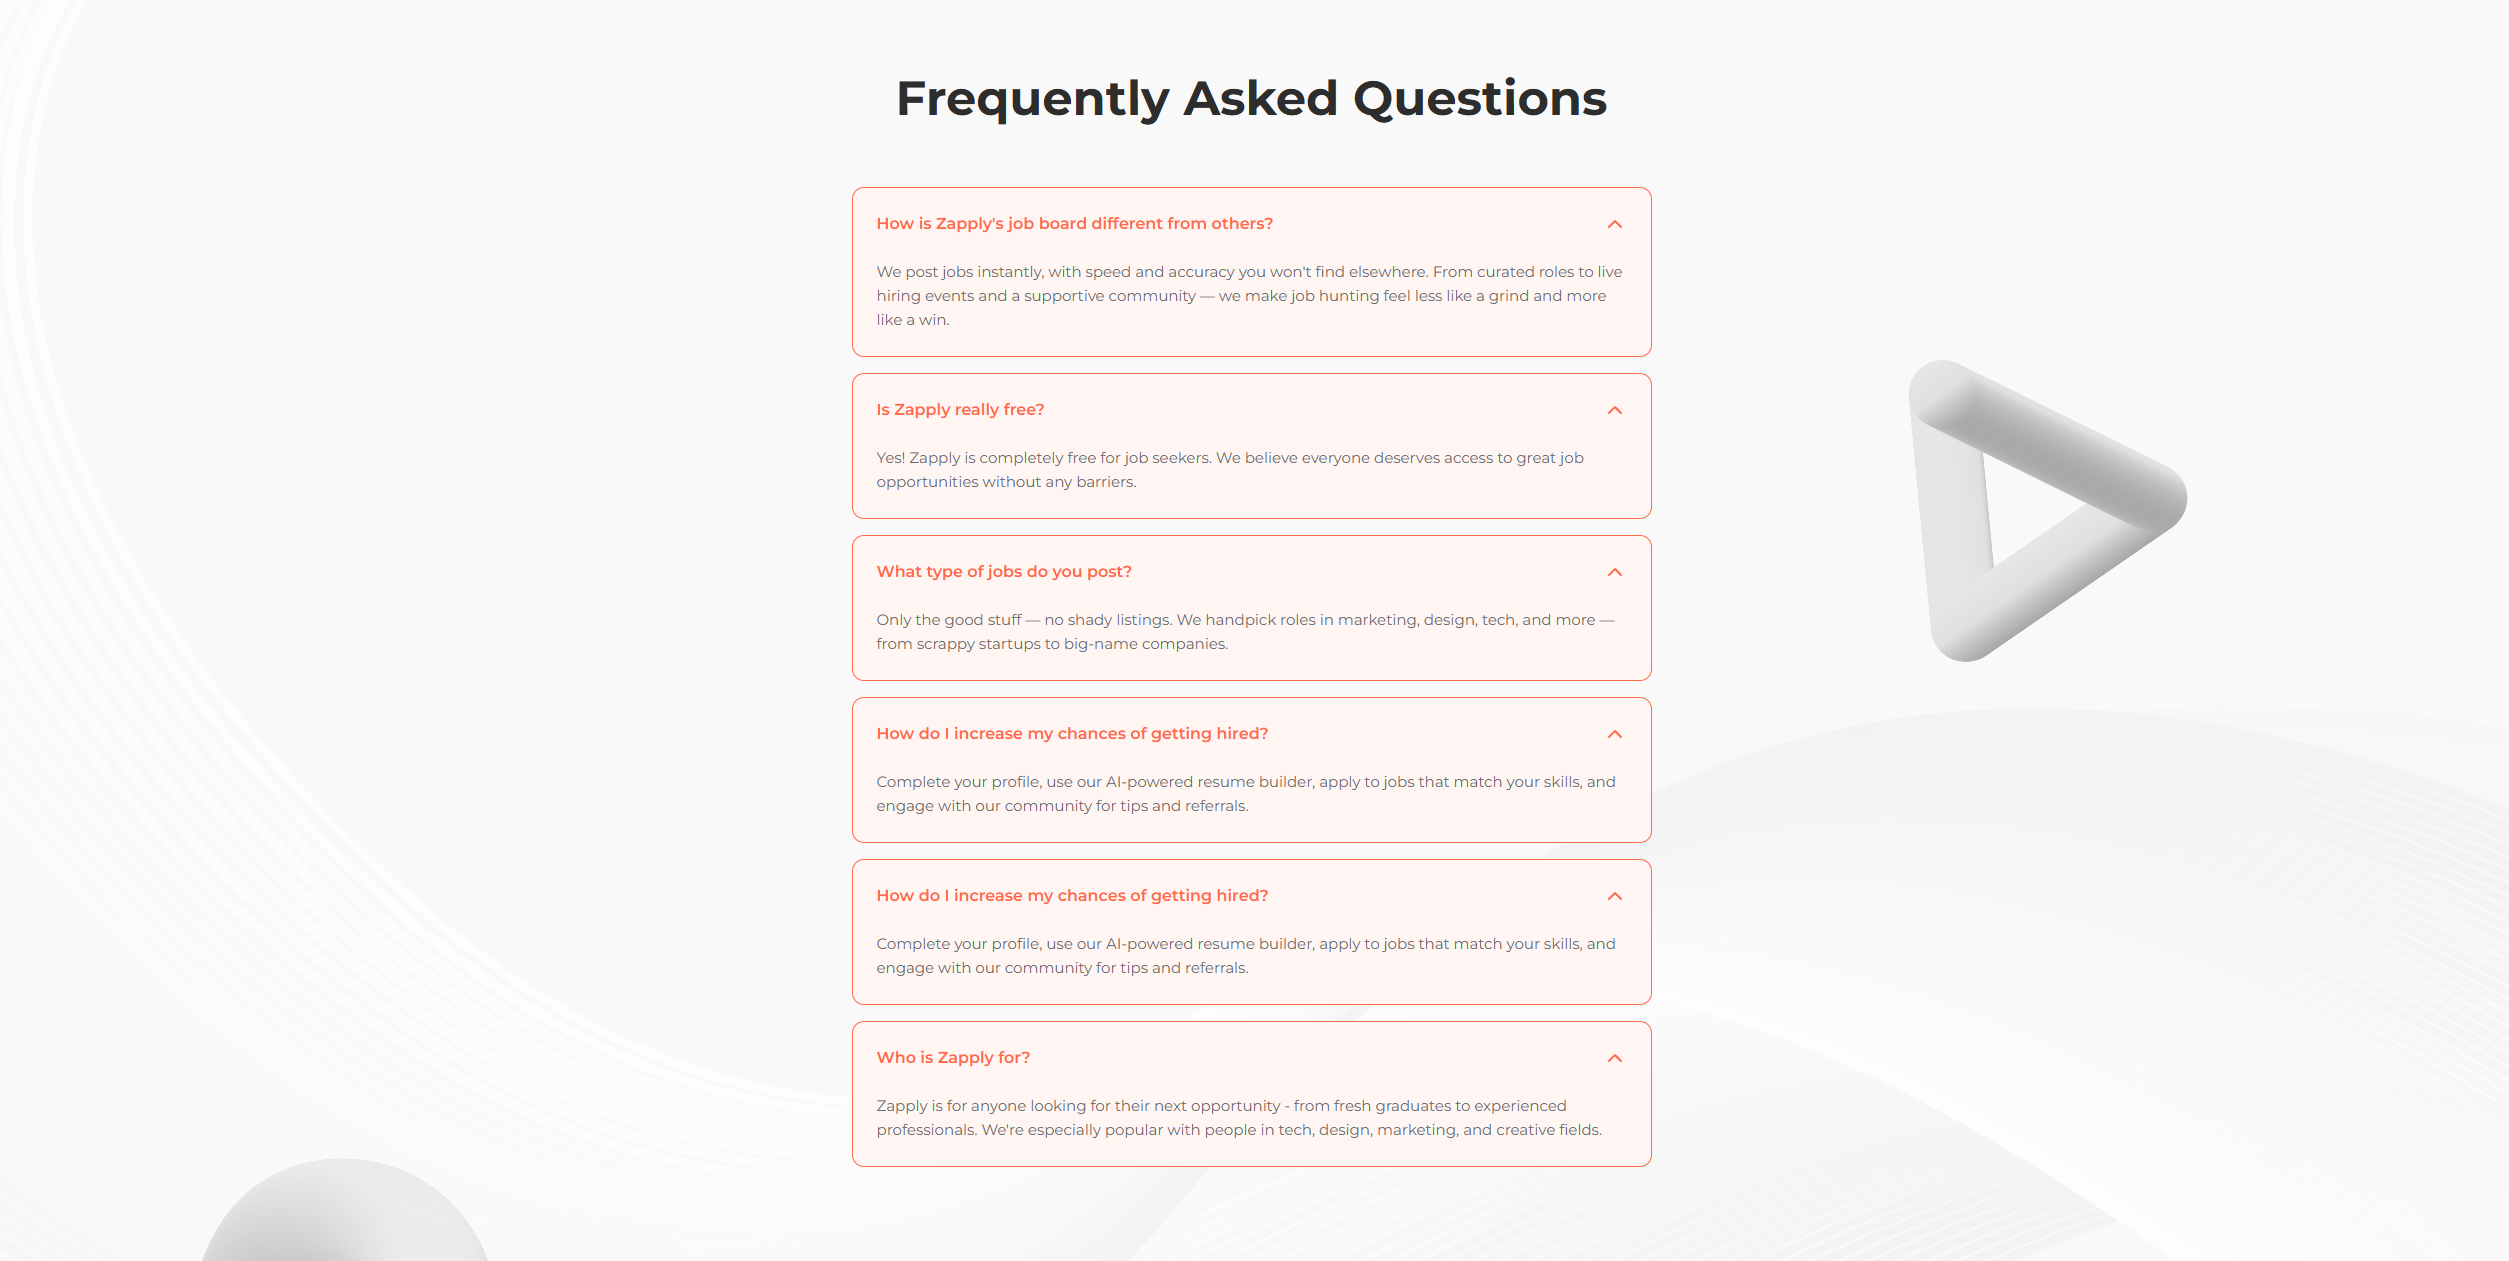 Frequently Asked Questions
How is Zapply's job board different from others?
We post jobs instantly, with speed and accuracy you won't find elsewhere. From curated roles to live
hiring events and a supportive community — we make job hunting feel less like a grind and more
like a win.
Is Zapply really free?
Yes! Zapply is completely free for job seekers. We believe everyone deserves access to great job
opportunities without any barriers.
What type of jobs do you post?
Only the good stuff — no shady listings. We handpick roles in marketing, design, tech, and more —
from scrappy startups to big-name companies.
How do I increase my chances of getting hired?
Complete your profile, use our AI-powered resume builder, apply to jobs that match your skills, and
engage with our community for tips and referrals.
How do I increase my chances of getting hired?
Complete your profile, use our AI-powered resume builder, apply to jobs that match your skills, and
engage with our community for tips and referrals.
Who is Zapply for?
Zapply is for anyone looking for their next opportunity - from fresh graduates to experienced
professionals. We're especially popular with people in tech, design, marketing, and creative fields.